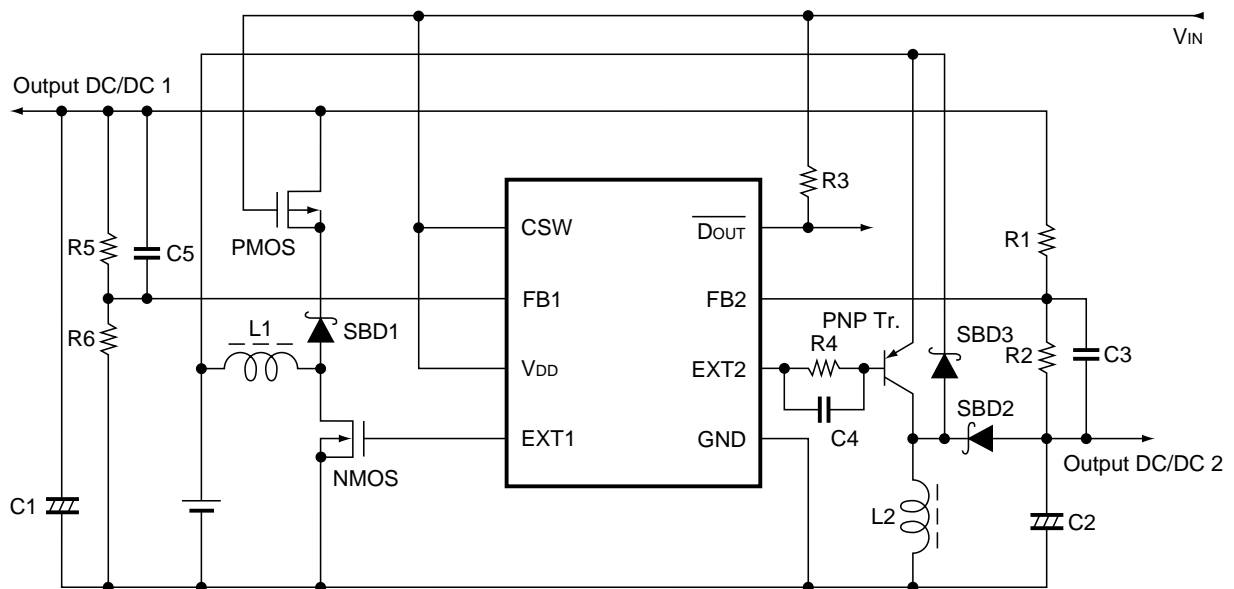 VIN
Output DC/DC 1
R3
CSW
DOUT
R5
C5
PMOS
R1
FB1
FB2
R6
L1
SBD1
PNP Tr.
R4
SBD3
R2
C3
VDD
EXT2
C4
SBD2
EXT1
GND
NMOS
Output DC/DC 2
C1
L2
C2